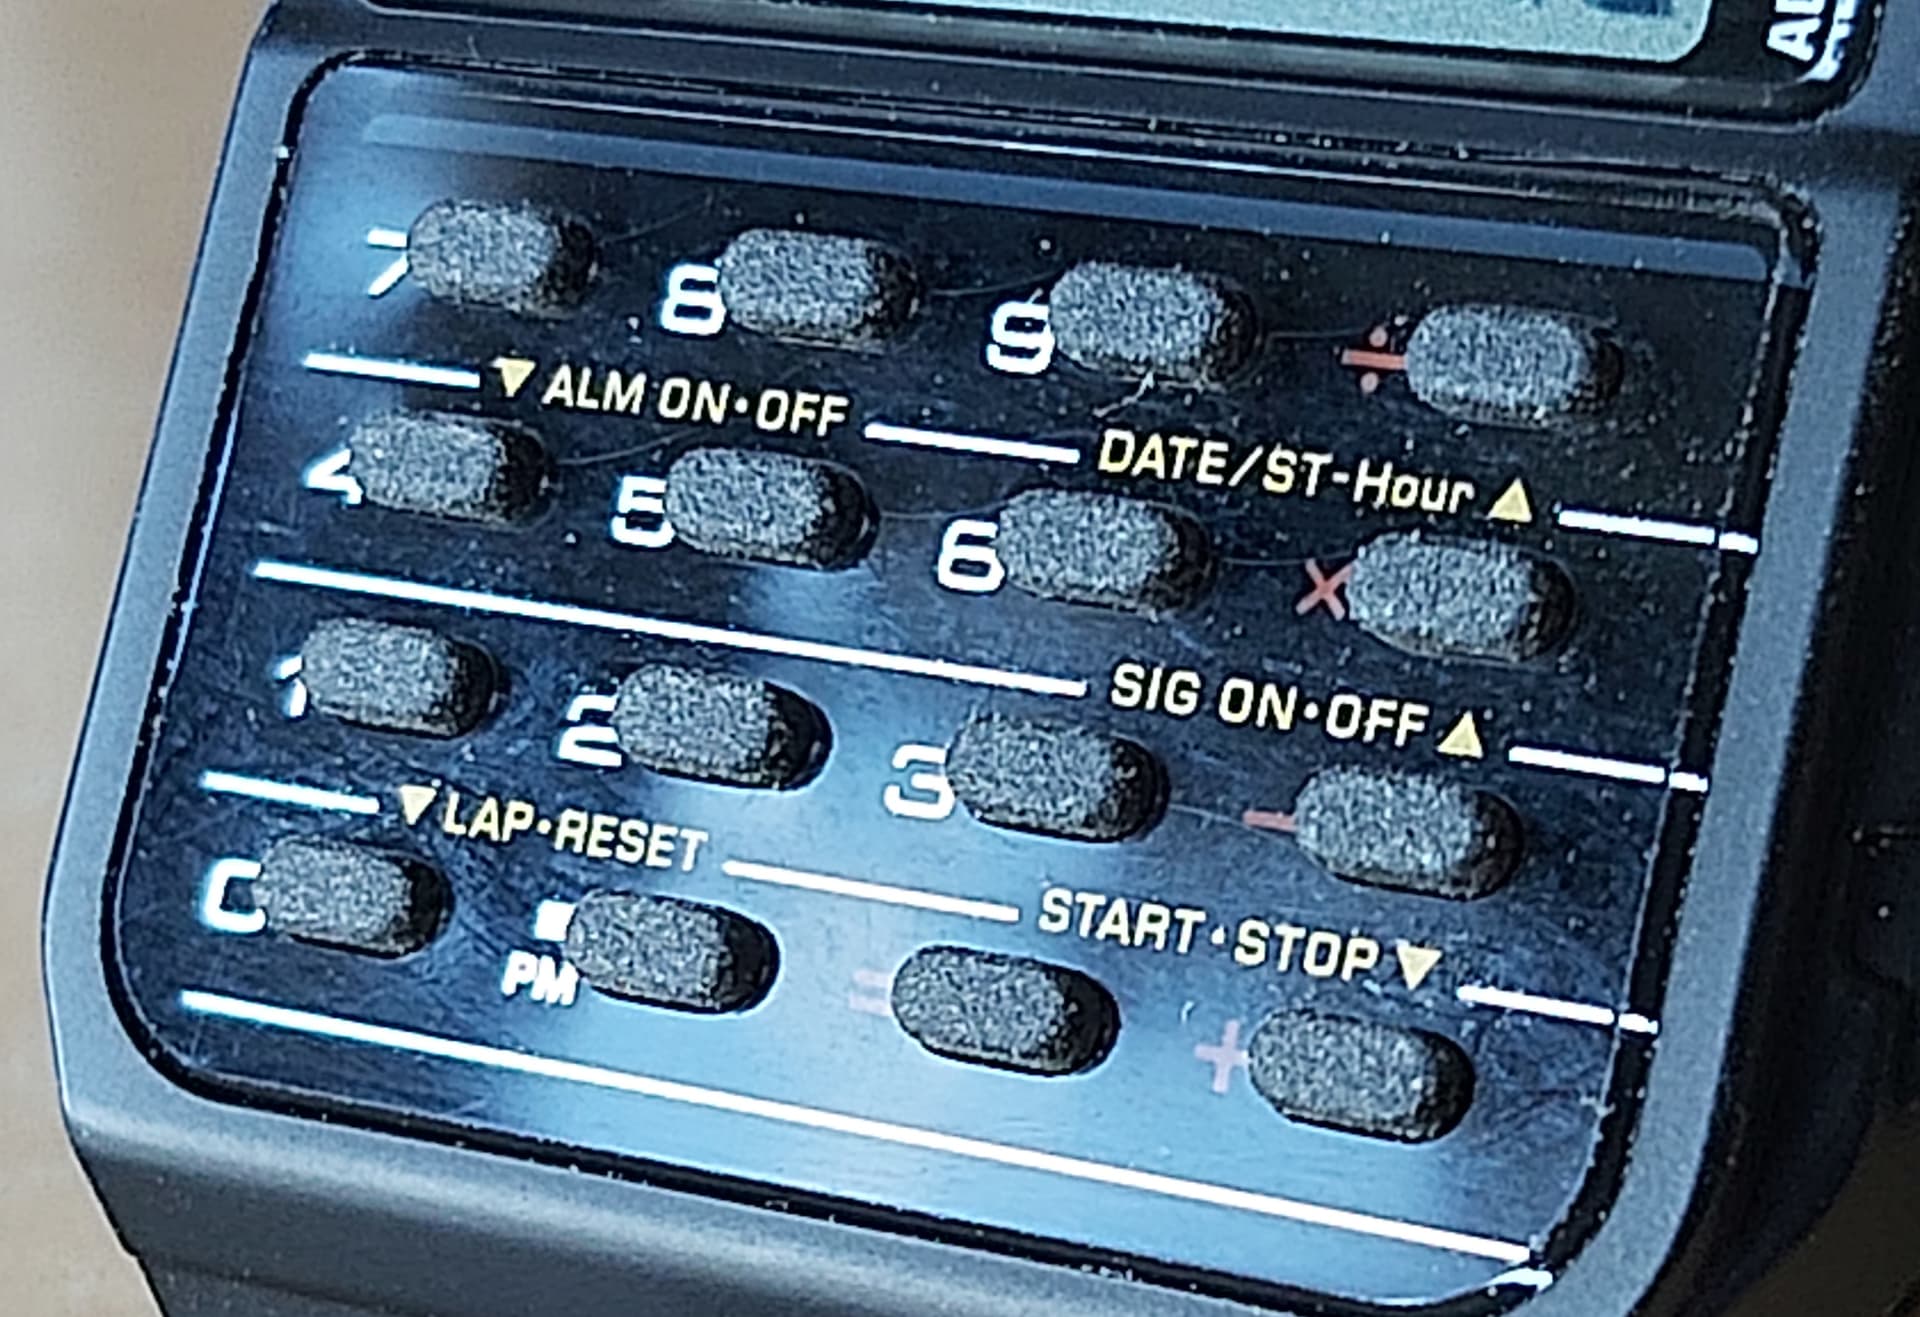 7 8 9 ÷
▼ ALM ON•OFF DATE/ST-Hour ▲
4 5 6 ×
SIG ON•OFF ▲
1 2 3 −
▼ LAP•RESET START•STOP ▼
0 ■ = +
PM